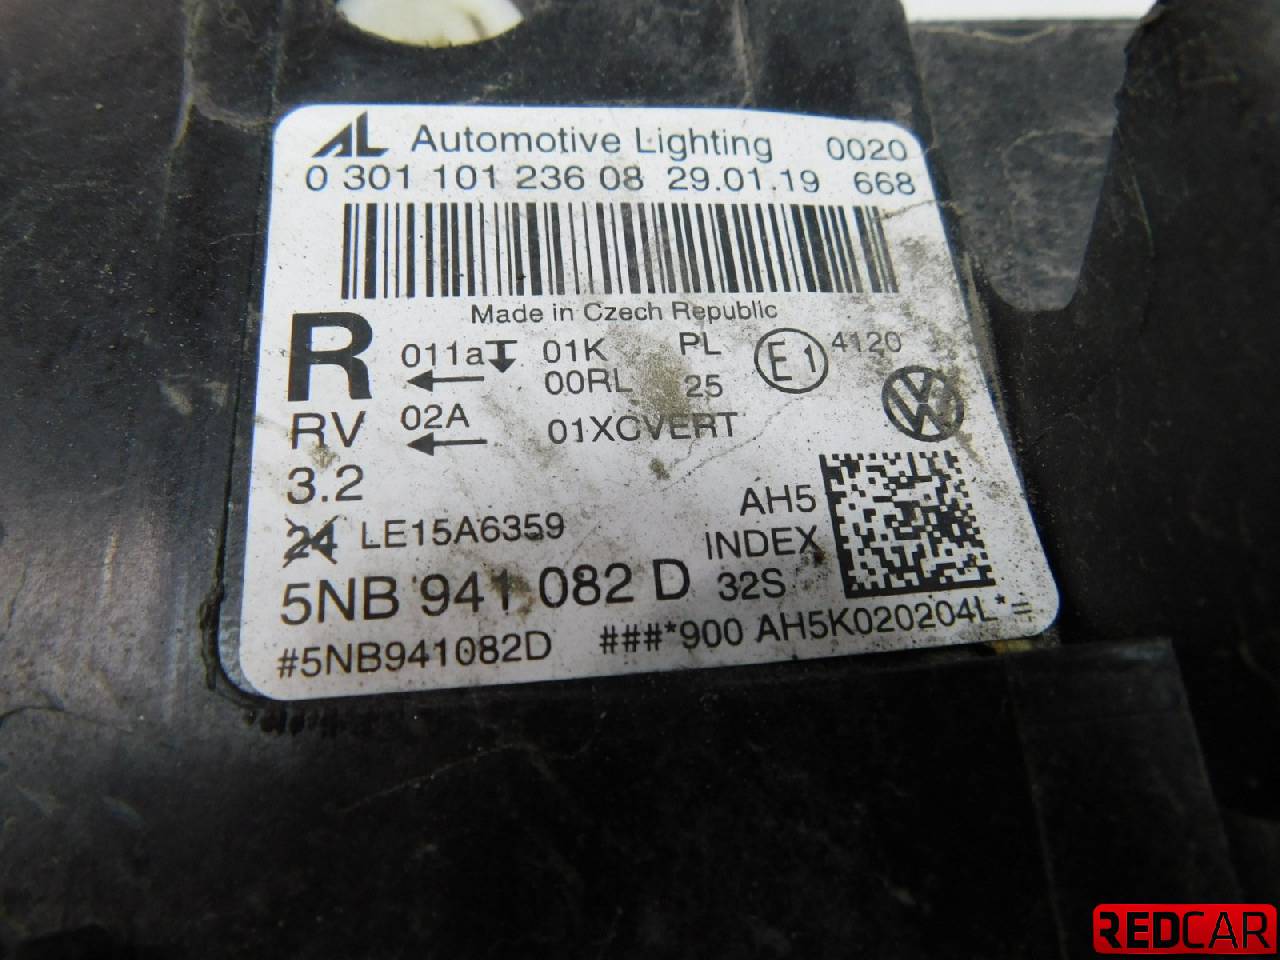 AL Automotive Lighting 0020
0 301 101 236 08 29.01.19 668
Made in Czech Republic
R 011a 01K PL E1 4120
00RL 25
RV 02A 01XCVERT
3.2
24 LE15A6359 AH5
INDEX
5NB 941 082 D 32S
#5NB941082D ###*900 AH5K020204L*=
REDCAR